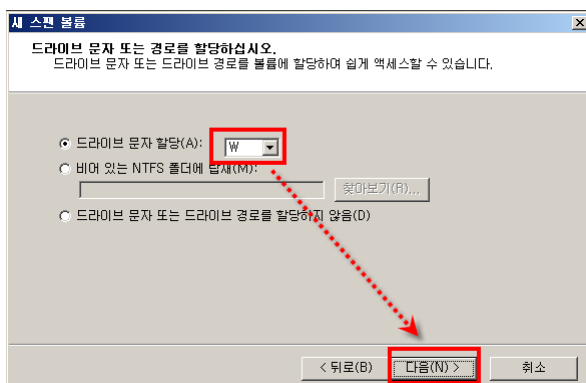 새 스팬 볼륨
드라이브 문자 또는 경로를 할당하십시오.
드라이브 문자 또는 드라이브 경로를 볼륨에 할당하여 쉽게 액세스할 수 있습니다.
드라이브 문자 할당(A): W
비어 있는 NTFS 폴더에 탑재(M):
찾아보기(R)...
드라이브 문자 또는 드라이브 경로를 할당하지 않음(D)
< 뒤로(B) 다음(N) > 취소